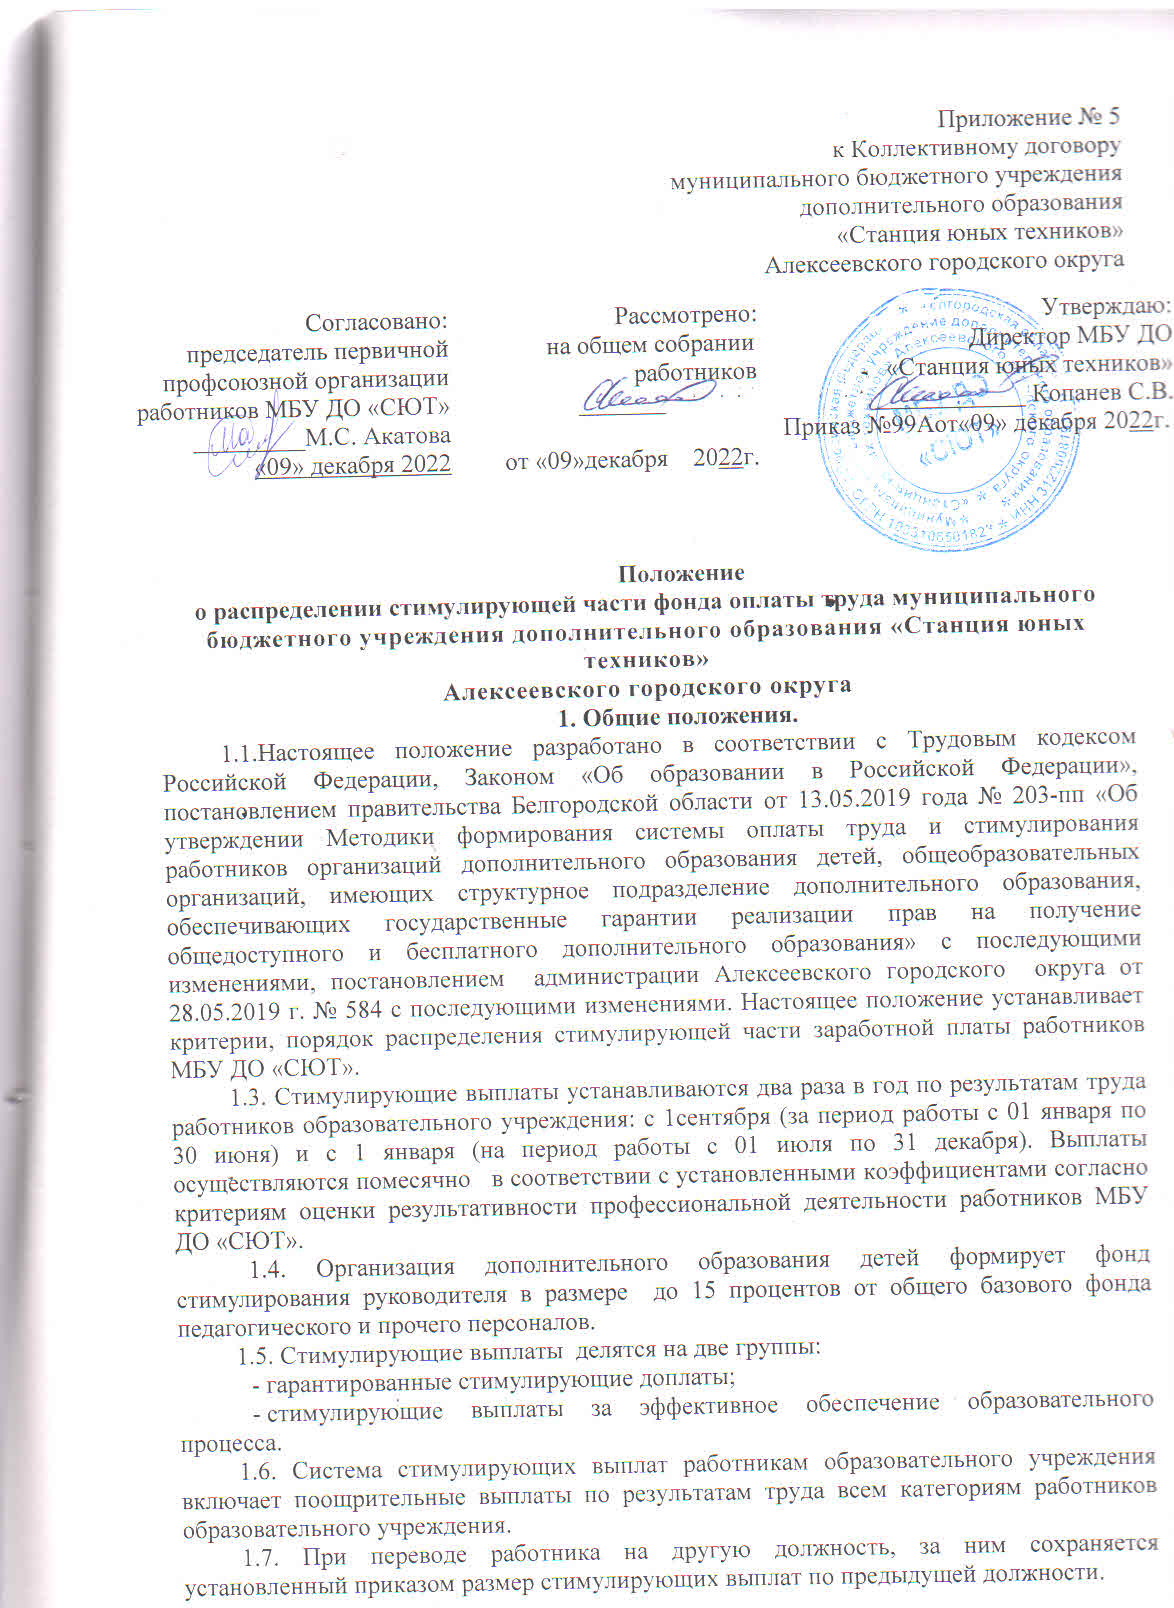 Приложение № 5
к Коллективному договору
муниципального бюджетного учреждения
дополнительного образования
«Станция юных техников»
Алексеевского городского округа
Согласовано:
председатель первичной
профсоюзной организации
работников МБУ ДО «СЮТ»
М.С. Акатова
«09» декабря 2022
Рассмотрено:
на общем собрании
работников
от «09»декабря 2022г.
Утверждаю:
Директор МБУ ДО
«Станция юных техников»
Копанев С.В.
Приказ №99Аот«09» декабря 2022г.
«СЮТ»
Положение
о распределении стимулирующей части фонда оплаты труда муниципального
бюджетного учреждения дополнительного образования «Станция юных
техников»
Алексеевского городского округа
1. Общие положения.
1.1.Настоящее положение разработано в соответствии с Трудовым кодексом
Российской Федерации, Законом «Об образовании в Российской Федерации»,
постановлением правительства Белгородской области от 13.05.2019 года № 203-пп «Об
утверждении Методики формирования системы оплаты труда и стимулирования
работников организаций дополнительного образования детей, общеобразовательных
организаций, имеющих структурное подразделение дополнительного образования,
обеспечивающих государственные гарантии реализации прав на получение
общедоступного и бесплатного дополнительного образования» с последующими
изменениями, постановлением администрации Алексеевского городского округа от
28.05.2019 г. № 584 с последующими изменениями. Настоящее положение устанавливает
критерии, порядок распределения стимулирующей части заработной платы работников
МБУ ДО «СЮТ».
1.3. Стимулирующие выплаты устанавливаются два раза в год по результатам труда
работников образовательного учреждения: с 1сентября (за период работы с 01 января по
30 июня) и с 1 января (на период работы с 01 июля по 31 декабря). Выплаты
осуществляются помесячно в соответствии с установленными коэффициентами согласно
критериям оценки результативности профессиональной деятельности работников МБУ
ДО «СЮТ».
1.4. Организация дополнительного образования детей формирует фонд
стимулирования руководителя в размере до 15 процентов от общего базового фонда
педагогического и прочего персоналов.
1.5. Стимулирующие выплаты делятся на две группы:
- гарантированные стимулирующие доплаты;
- стимулирующие выплаты за эффективное обеспечение образовательного
процесса.
1.6. Система стимулирующих выплат работникам образовательного учреждения
включает поощрительные выплаты по результатам труда всем категориям работников
образовательного учреждения.
1.7. При переводе работника на другую должность, за ним сохраняется
установленный приказом размер стимулирующих выплат по предыдущей должности.